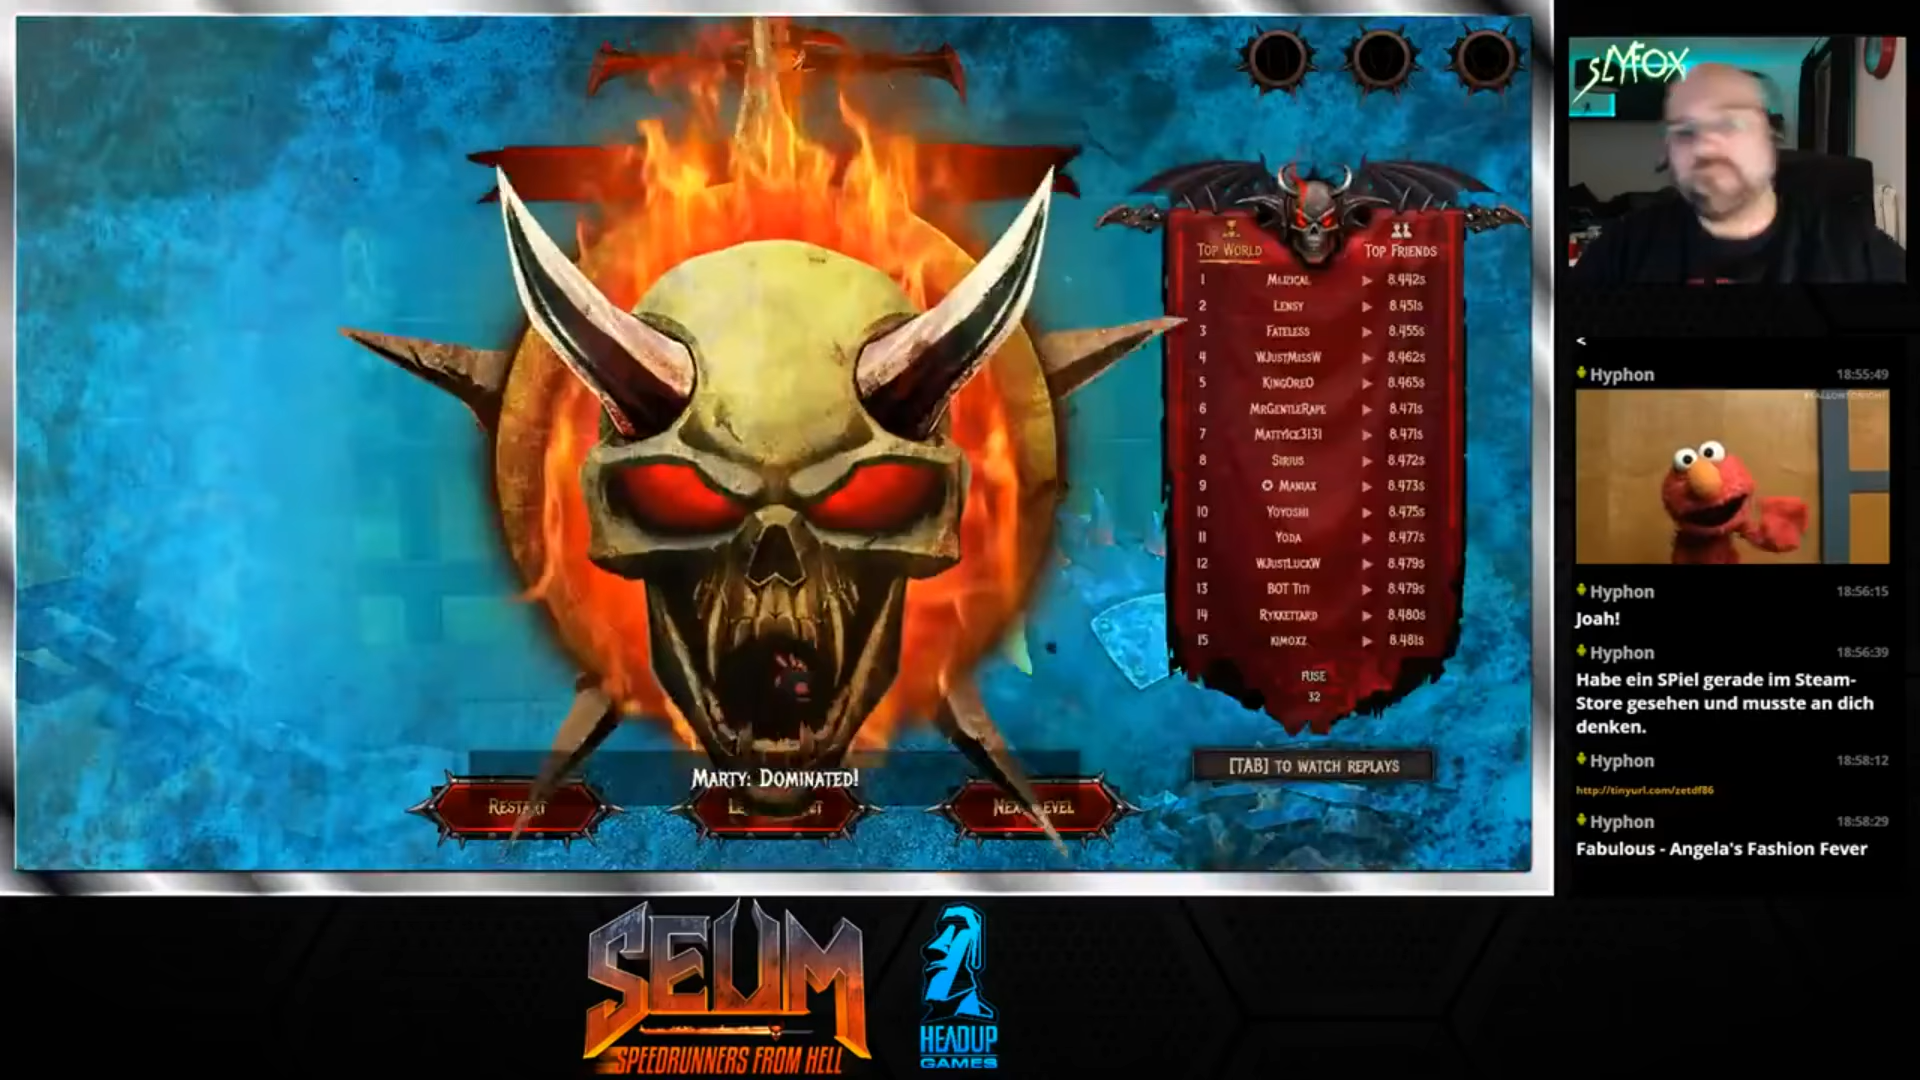 SLYFOX
TOP WORLD
TOP FRIENDS
1 MUZICAL 8.442s
2 LENSY 8.451s
3 FATELESS 8.455s
4 WJUSTMISSW 8.462s
5 KINGOREO 8.465s
6 MRGENTLERAPE 8.471s
7 MATTYICE3131 8.471s
8 SIRIUS 8.472s
9 MANIAX 8.473s
10 YOYOSHI 8.475s
11 YODA 8.477s
12 WJUSTLUCKW 8.479s
13 BOT TITI 8.479s
14 RYKKETTARD 8.480s
15 KIMOXZ 8.481s
FUSE
32
[TAB] TO WATCH REPLAYS
MARTY: DOMINATED!
RESTART
<
Hyphon 18:55:49
Hyphon 18:56:15
Joah!
Hyphon 18:56:39
Habe ein SPiel gerade im Steam-
Store gesehen und musste an dich
denken.
Hyphon 18:58:12
http://tinyurl.com/zetdf86
Hyphon 18:58:29
Fabulous - Angela's Fashion Fever
SEUM
SPEEDRUNNERS FROM HELL
HEADUP
GAMES